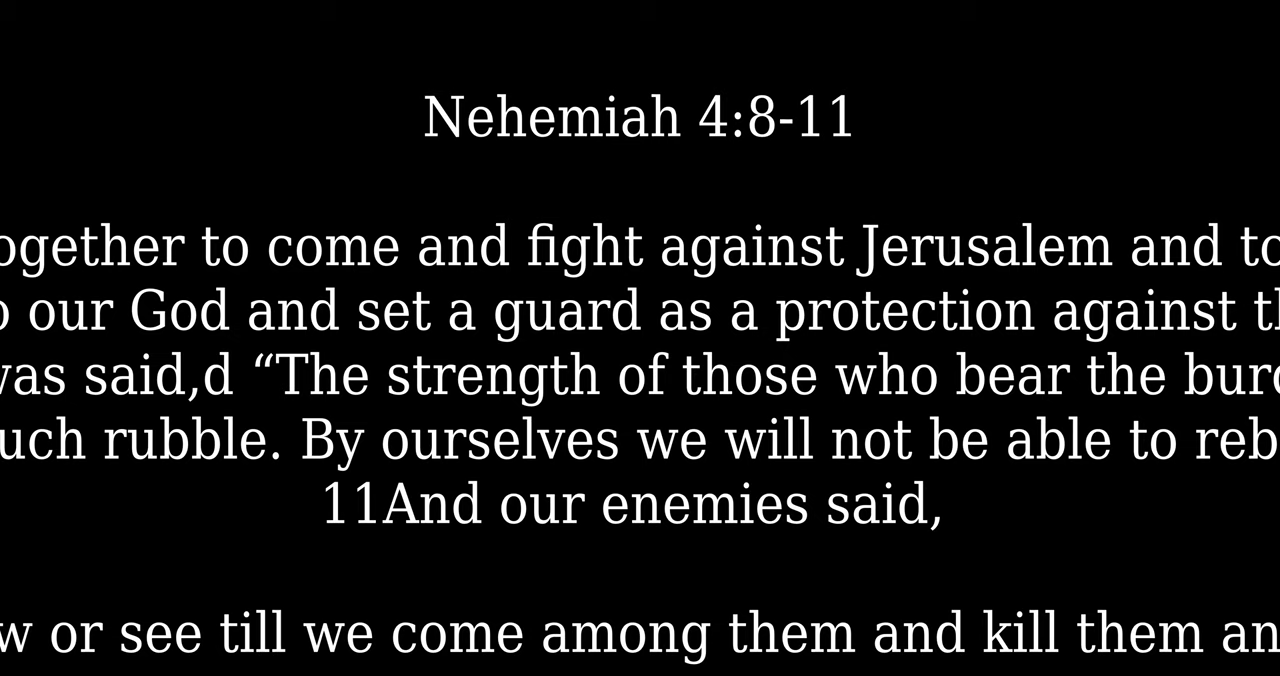 Nehemiah 4:8-11
ogether to come and fight against Jerusalem and to
our God and set a guard as a protection against
was said,d “The strength of those who bear the
uch rubble. By ourselves we will not be able to reb
11And our enemies said,
w or see till we come among them and kill them an